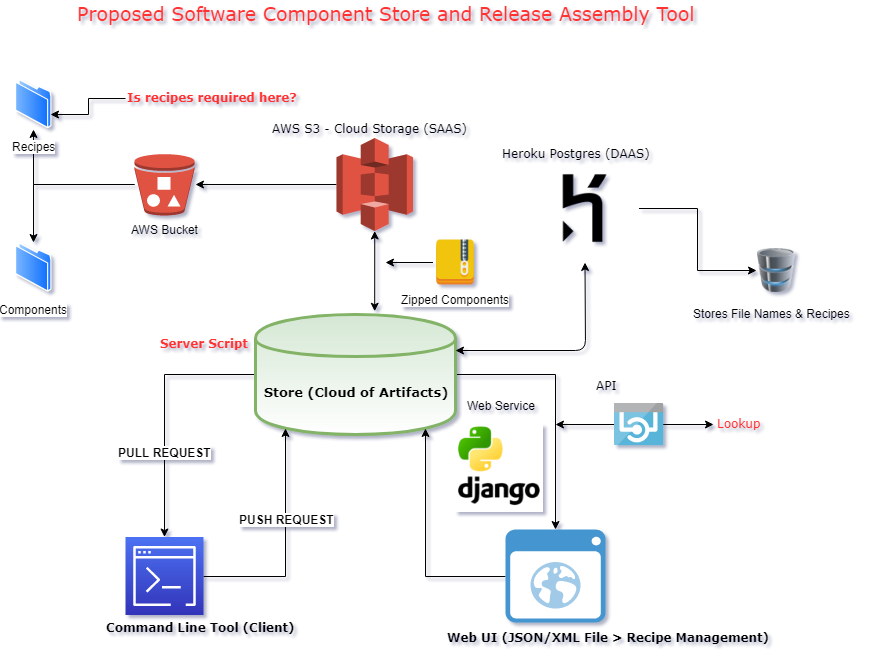 Proposed Software Component Store and Release Assembly Tool
Is recipes required here?
AWS S3 - Cloud Storage (SAAS)
Recipes
Heroku Postgres (DAAS)
AWS Bucket
Zipped Components
Components
Stores File Names & Recipes
Server Script
Store (Cloud of Artifacts)
API
Web Service
Lookup
PULL REQUEST
django
PUSH REQUEST
Command Line Tool (Client)
Web UI (JSON/XML File > Recipe Management)